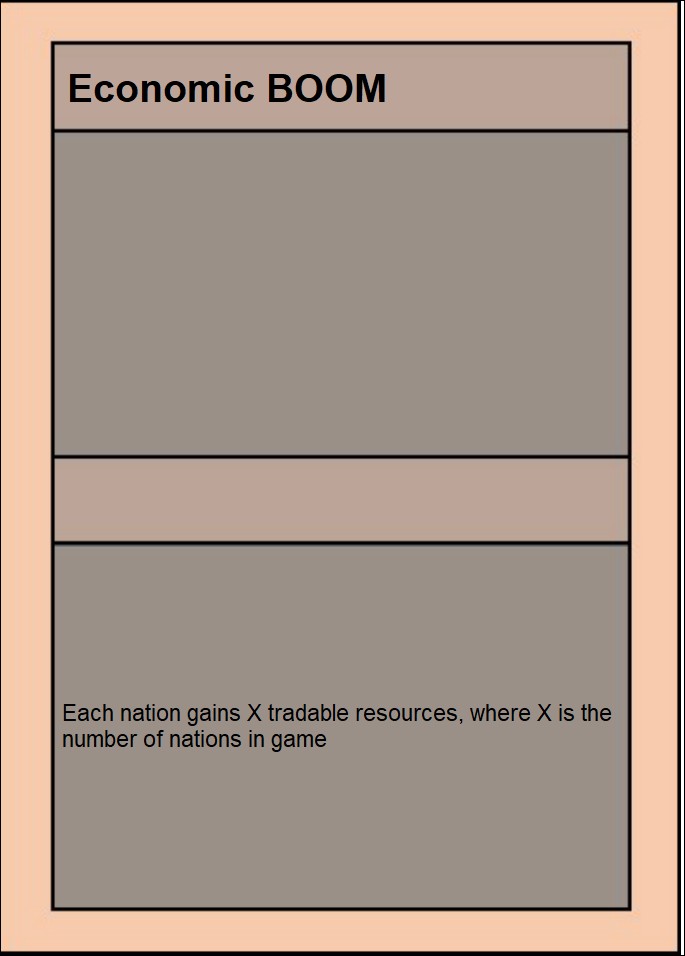 Economic BOOM
Each nation gains X tradable resources, where X is the
number of nations in game